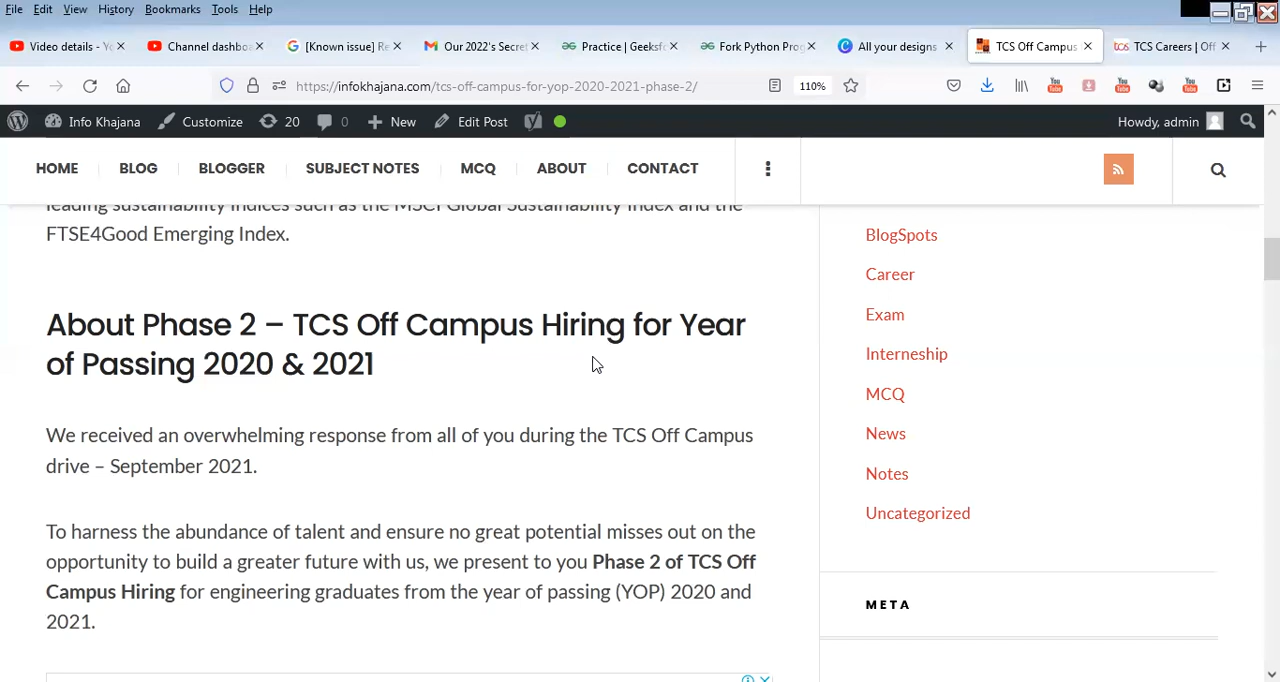 File Edit View History Bookmarks Tools Help
Video details - Yo
Channel dashboa
[Known issue] Re
Our 2022's Secret
Practice | Geeksfo
Fork Python Prog
All your designs
TCS Off Campus
TCS Careers | Off
https://infokhajana.com/tcs-off-campus-for-yop-2020-2021-phase-2/
110%
Info Khajana Customize 20 0 New Edit Post Howdy, admin
HOME BLOG BLOGGER SUBJECT NOTES MCQ ABOUT CONTACT
leading sustainability indices such as the MSCI Global Sustainability Index and the
FTSE4Good Emerging Index.
About Phase 2 – TCS Off Campus Hiring for Year
of Passing 2020 & 2021
We received an overwhelming response from all of you during the TCS Off Campus
drive – September 2021.
To harness the abundance of talent and ensure no great potential misses out on the
opportunity to build a greater future with us, we present to you Phase 2 of TCS Off
Campus Hiring for engineering graduates from the year of passing (YOP) 2020 and
2021.
BlogSpots
Career
Exam
Interneship
MCQ
News
Notes
Uncategorized
META